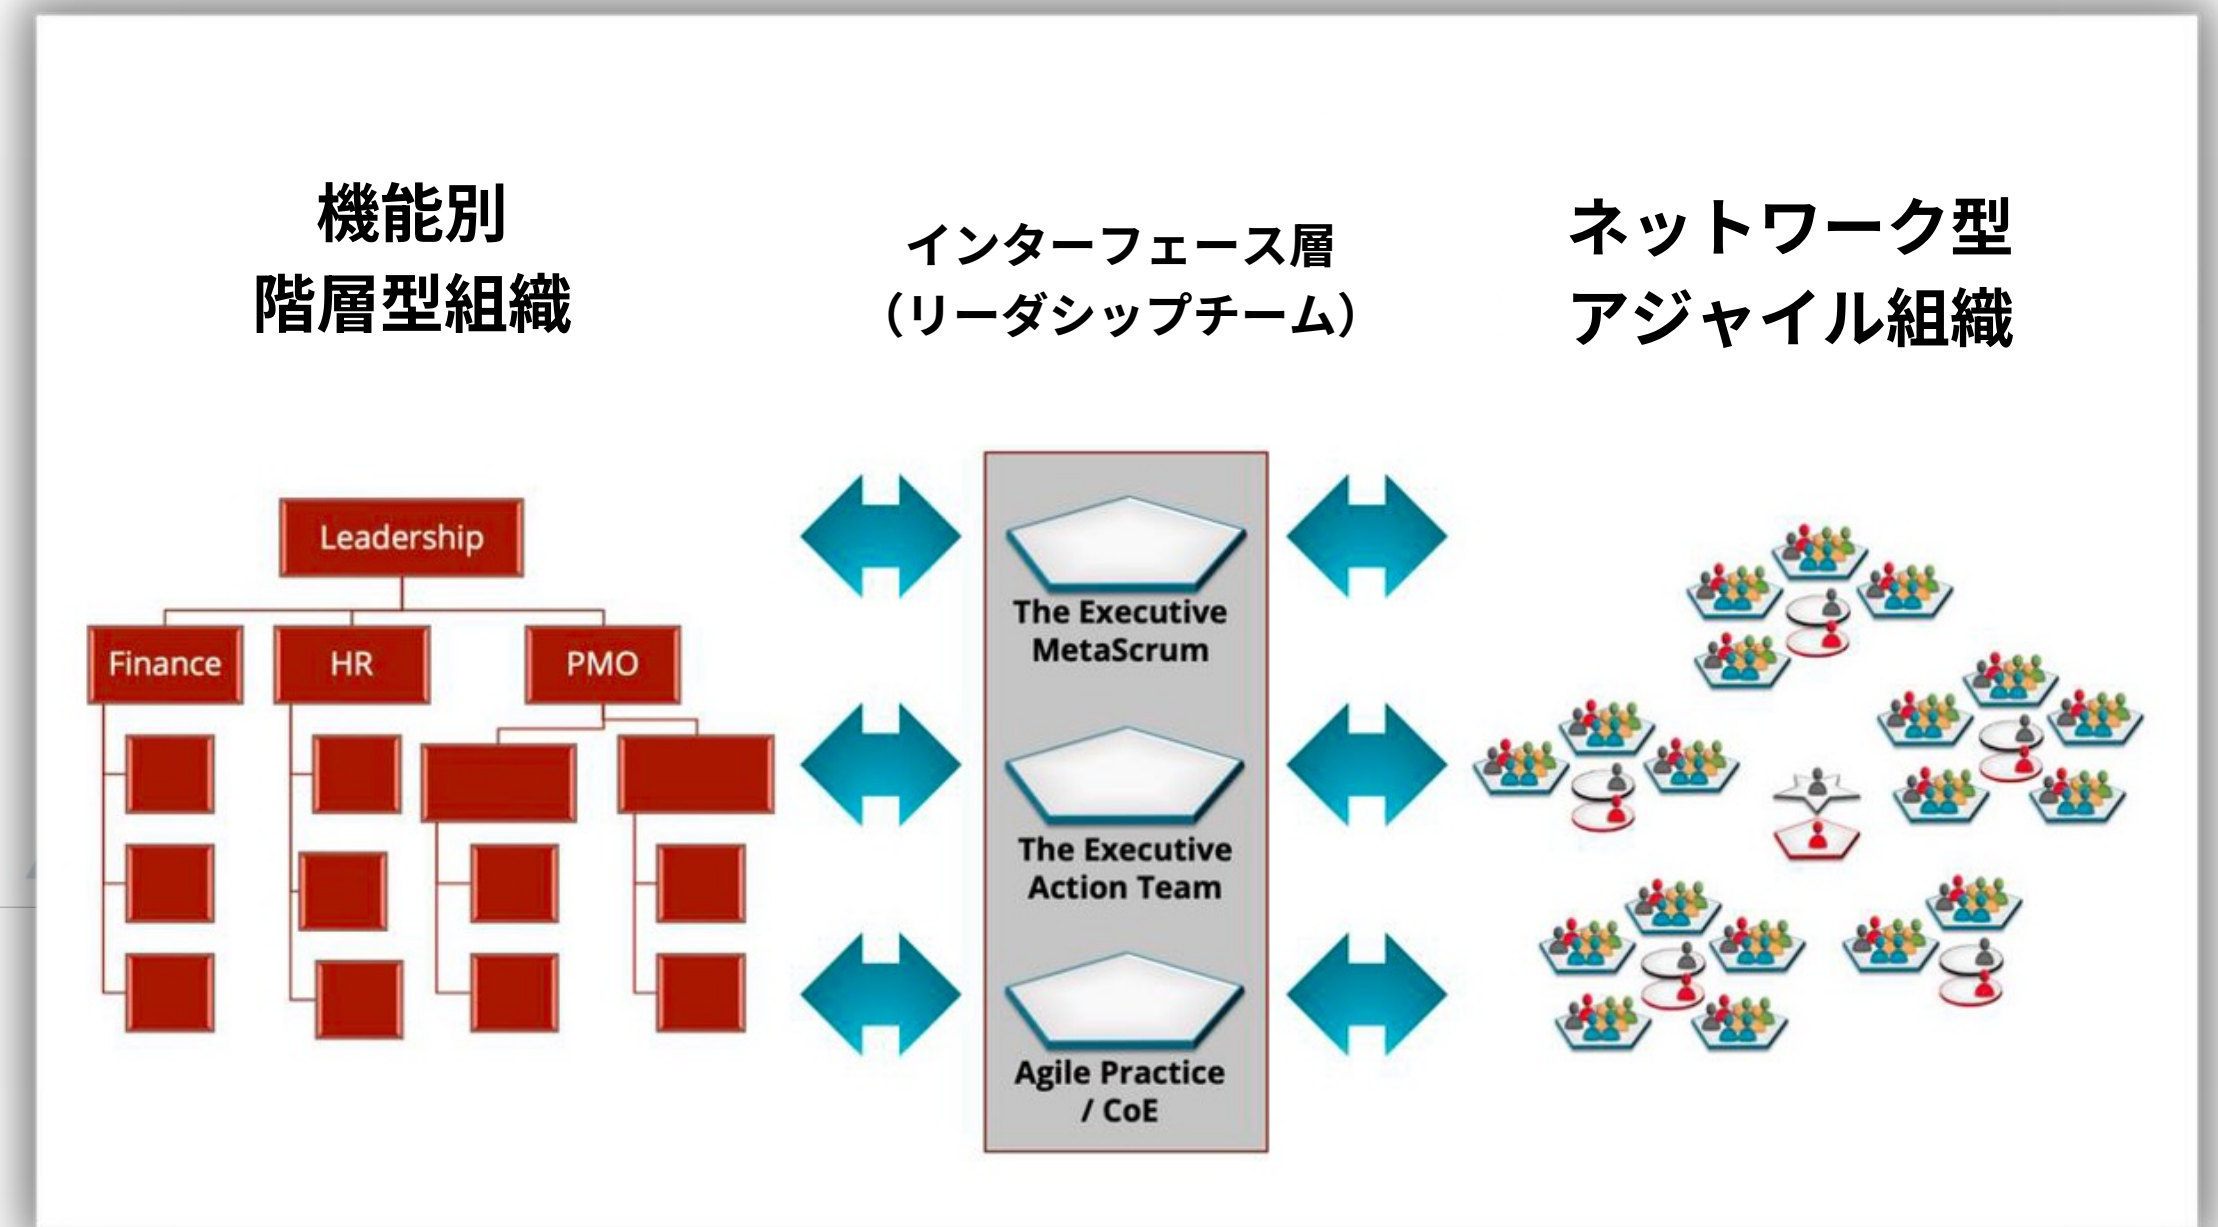 機能別
階層型組織
インターフェース層
（リーダシップチーム）
ネットワーク型
アジャイル組織
Leadership
Finance
HR
PMO
The Executive
MetaScrum
The Executive
Action Team
Agile Practice
/ CoE